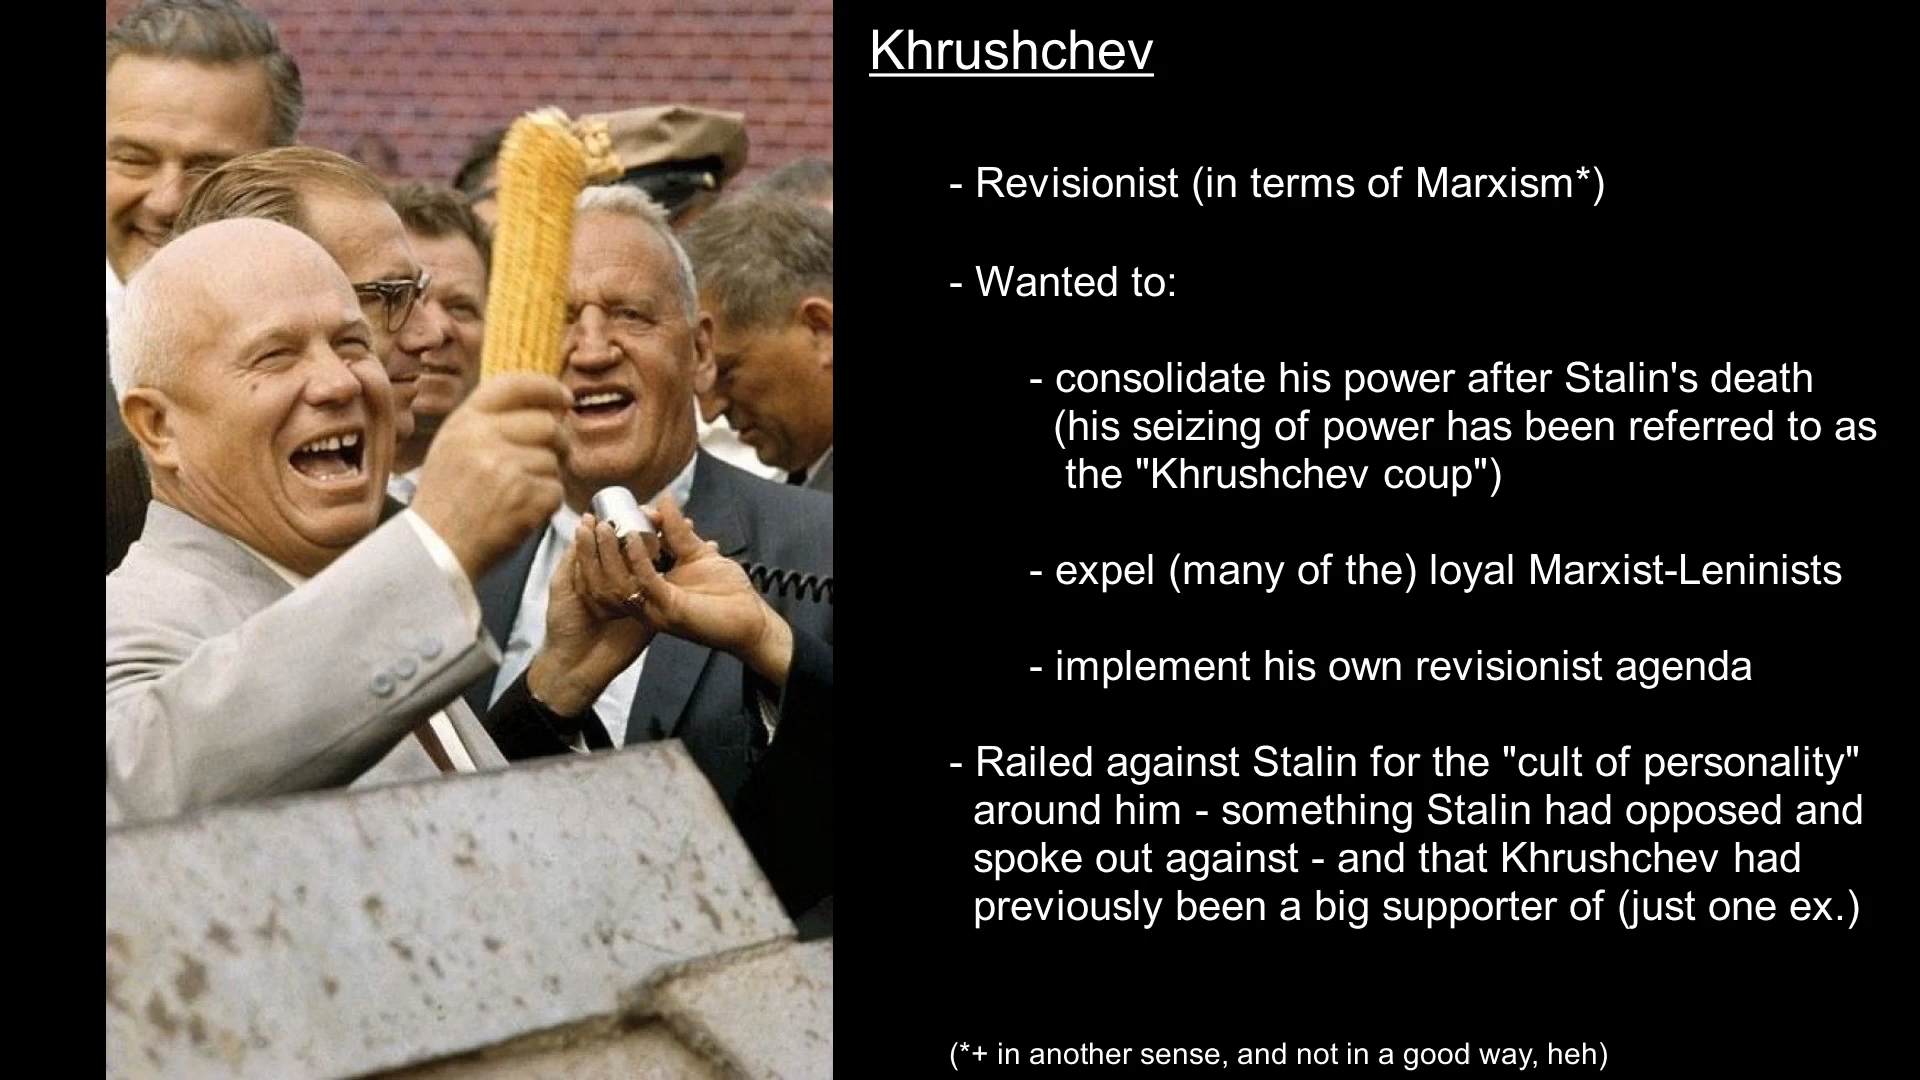 Khrushchev
- Revisionist (in terms of Marxism*)
- Wanted to:
- consolidate his power after Stalin's death
(his seizing of power has been referred to as
the "Khrushchev coup")
- expel (many of the) loyal Marxist-Leninists
- implement his own revisionist agenda
- Railed against Stalin for the "cult of personality"
around him - something Stalin had opposed and
spoke out against - and that Khrushchev had
previously been a big supporter of (just one ex.)
(*+ in another sense, and not in a good way, heh)